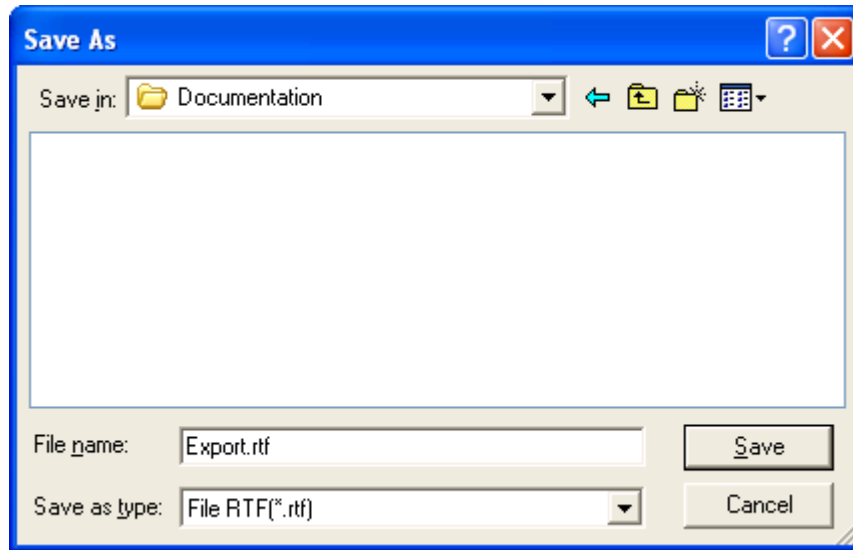 Save As
Save in: Documentation
File name: Export.rtf
Save
Save as type: File RTF(*.rtf)
Cancel